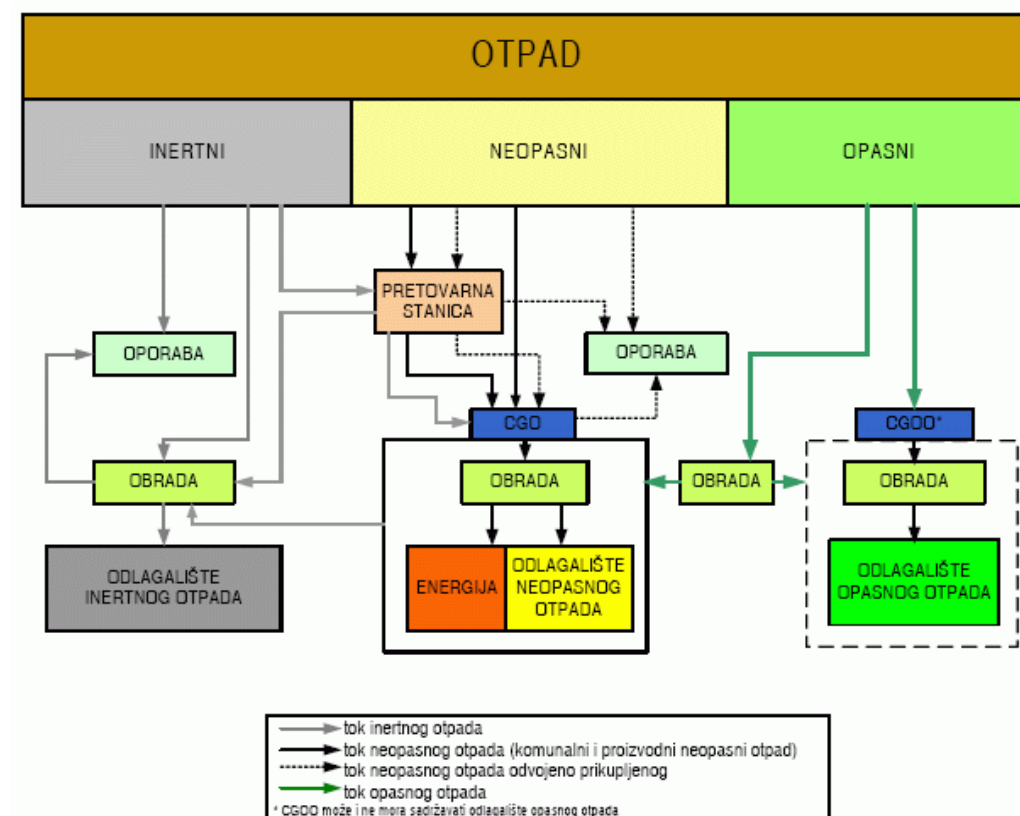 OTPAD
INERTNI
NEOPASNI
OPASNI
PRETOVARNA
STANICA
OPORABA
OPORABA
CGO
CGOO*
OBRADA
OBRADA
OBRADA
OBRADA
ODLAGALIŠTE
INERTNOG OTPADA
ENERGIJA
ODLAGALIŠTE
NEOPASNOG
OTPADA
ODLAGALIŠTE
OPASNOG OTPADA
tok inertnog otpada
tok neopasnog otpada (komunalni i proizvodni neopasni otpad)
tok neopasnog otpada odvojeno prikupljenog
tok opasnog otpada
* CGOO može i ne mora sadržavati odlagalište opasnog otpada